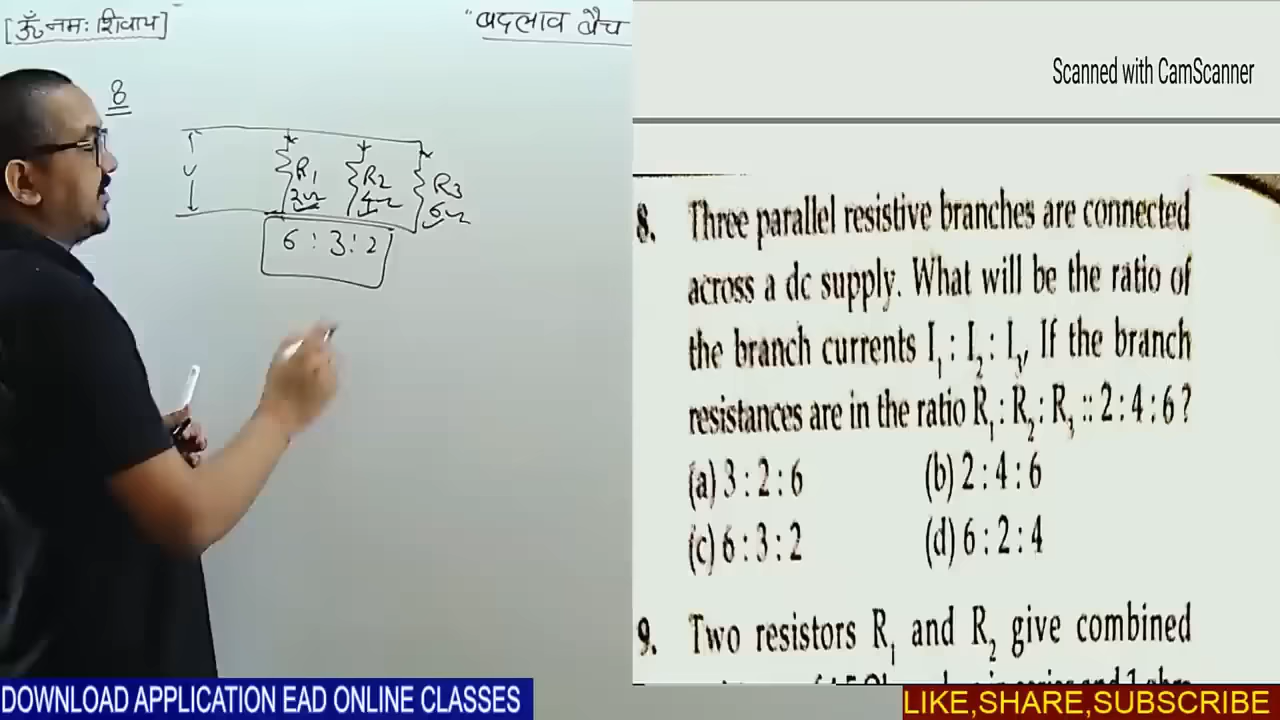 [ॐ नमः शिवाय]
"बदलाव बैच
8
V
R1
2Ω
R2
4Ω
R3
6Ω
6 : 3 : 2
Scanned with CamScanner
8. Three parallel resistive branches are connected
across a dc supply. What will be the ratio of
the branch currents I₁ : I₂ : I₃, If the branch
resistances are in the ratio R₁ : R₂ : R₃ :: 2 : 4 : 6 ?
(a) 3 : 2 : 6 (b) 2 : 4 : 6
(c) 6 : 3 : 2 (d) 6 : 2 : 4
9. Two resistors R₁ and R₂ give combined
DOWNLOAD APPLICATION EAD ONLINE CLASSES
LIKE,SHARE,SUBSCRIBE